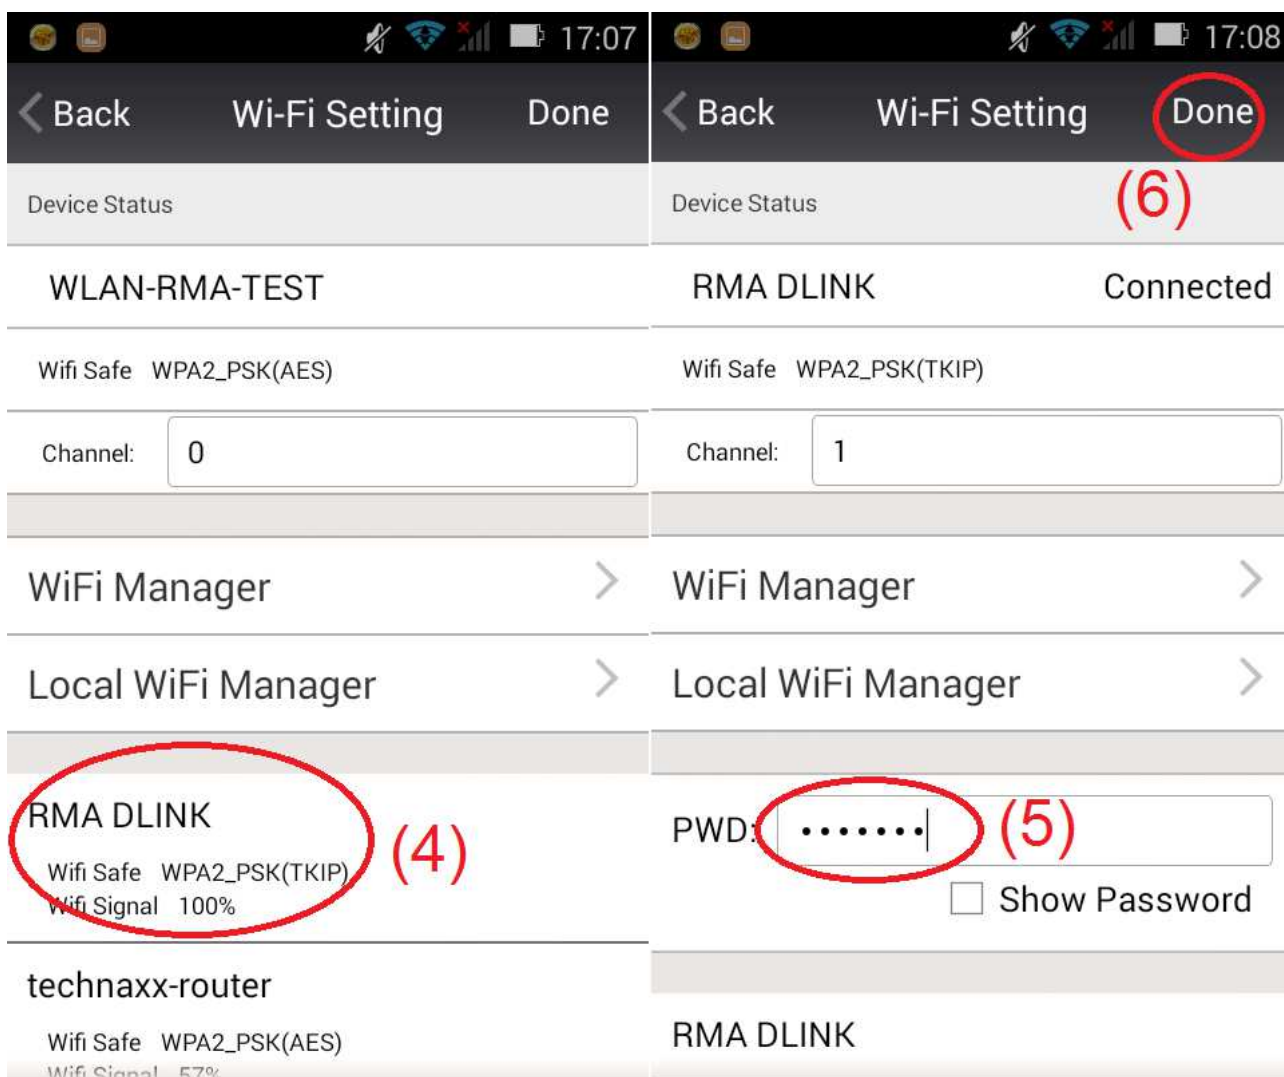 17:07
Back Wi-Fi Setting Done
Device Status
WLAN-RMA-TEST
Wifi Safe WPA2_PSK(AES)
Channel: 0
WiFi Manager
Local WiFi Manager
RMA DLINK
(4)
Wifi Safe WPA2_PSK(TKIP)
Wifi Signal 100%
technaxx-router
Wifi Safe WPA2_PSK(AES)
Wifi Signal 57%
17:08
Back Wi-Fi Setting Done
(6)
Device Status
RMA DLINK Connected
Wifi Safe WPA2_PSK(TKIP)
Channel: 1
WiFi Manager
Local WiFi Manager
PWD: ••••••• (5)
Show Password
RMA DLINK